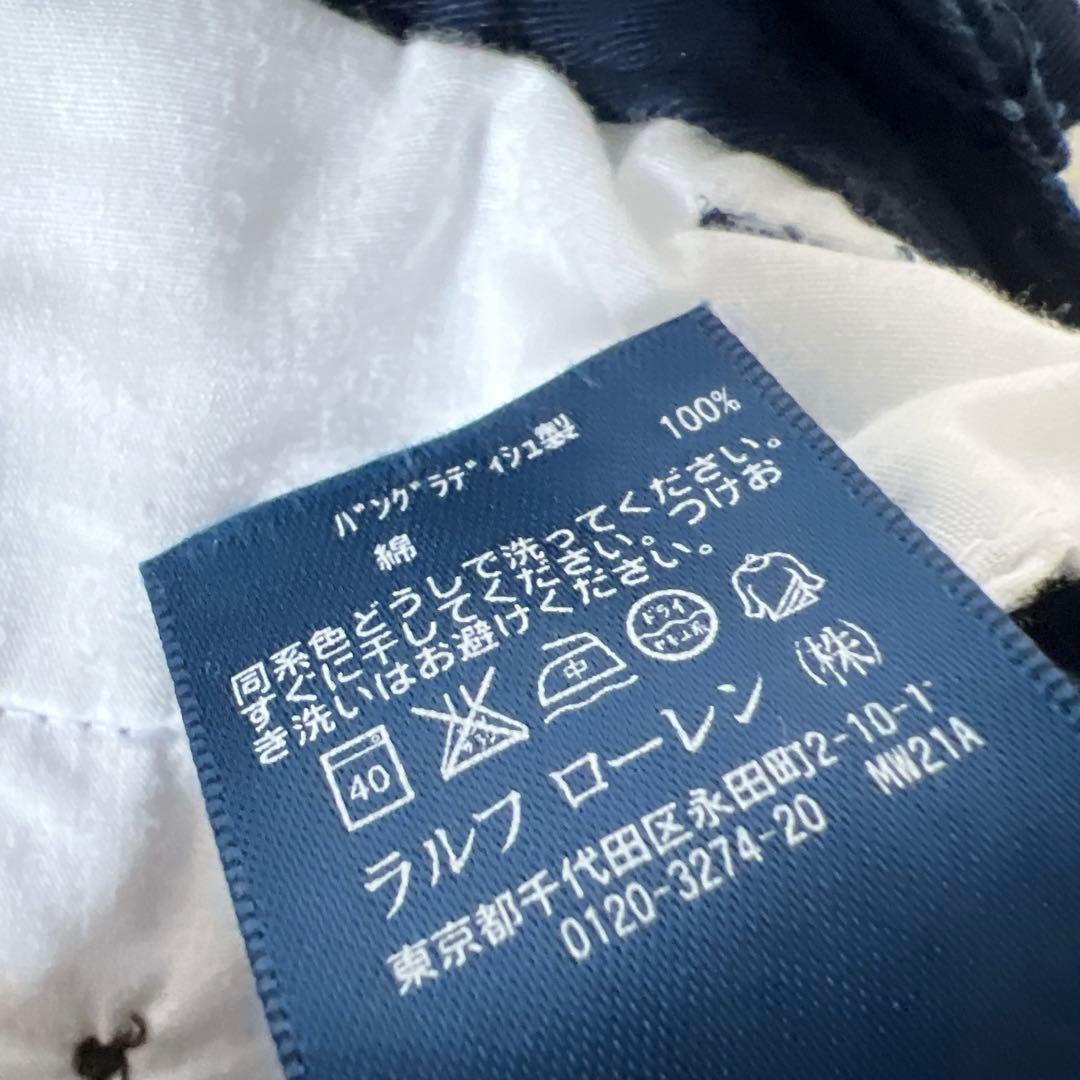 バングラディシュ製
綿 100%
同系色どうしで洗ってください。
すぐに干してください。つけお
き洗いはお避けください。
40 中 ドライ
ラルフ ローレン (株)
東京都千代田区永田町2-10-1
0120-3274-20 MW21A